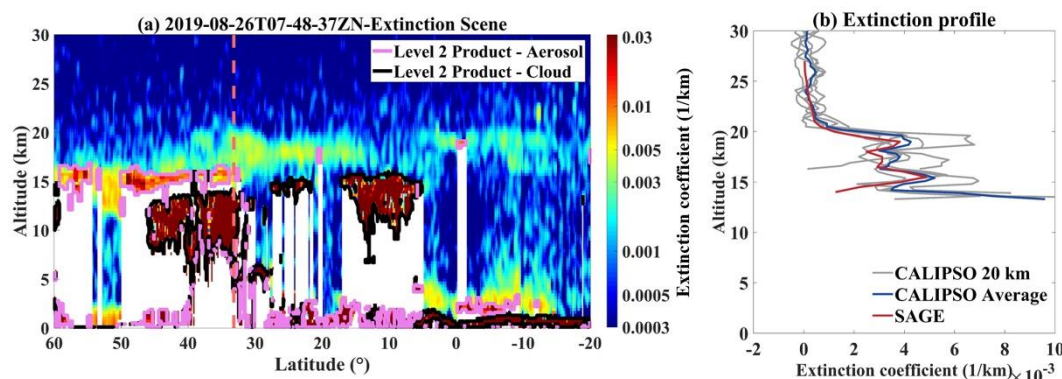 (a) 2019-08-26T07-48-37ZN-Extinction Scene
30
25
20
15
10
5
0
Altitude (km)
Level 2 Product - Aerosol
Level 2 Product - Cloud
60 50 40 30 20 10 0 -10 -20
Latitude (°)
0.03
0.01
0.005
0.003
0.001
0.0005
0.0003
Extinction coefficient (1/km)
(b) Extinction profile
30
25
20
15
30
25
20
Altitude (km)
CALIPSO 20 km
CALIPSO Average
SAGE
0 2 4 6 8 10
Extinction coefficient (1/km) ×10⁻³